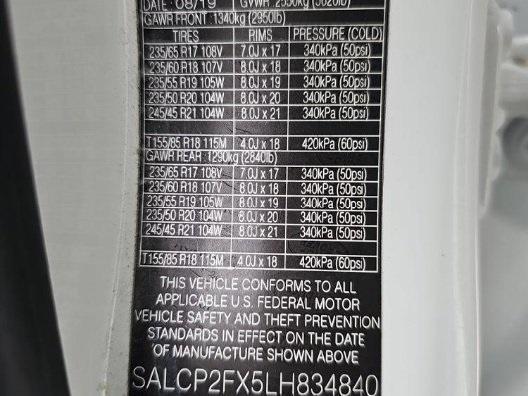 DATE: 08/19 GVWR 2550kg (5620lb)
GAWR FRONT 1340kg (2950lb)
TIRES RIMS PRESSURE (COLD)
235/65 R17 108V 7.0J x 17 340kPa (50psi)
235/60 R18 107V 8.0J x 18 340kPa (50psi)
235/55 R19 105W 8.0J x 19 340kPa (50psi)
235/50 R20 104W 8.0J x 20 340kPa (50psi)
245/45 R21 104W 8.0J x 21 340kPa (50psi)
T155/85 R18 115M 4.0J x 18 420kPa (60psi)
GAWR REAR 1290kg (2840lb)
235/65 R17 108V 7.0J x 17 340kPa (50psi)
235/60 R18 107V 8.0J x 18 340kPa (50psi)
235/55 R19 105W 8.0J x 19 340kPa (50psi)
235/50 R20 104W 8.0J x 20 340kPa (50psi)
245/45 R21 104W 8.0J x 21 340kPa (50psi)
T155/85 R18 115M 4.0J x 18 420kPa (60psi)
THIS VEHICLE CONFORMS TO ALL
APPLICABLE U.S. FEDERAL MOTOR
VEHICLE SAFETY AND THEFT PREVENTION
STANDARDS IN EFFECT ON THE DATE
OF MANUFACTURE SHOWN ABOVE
SALCP2FX5LH834840